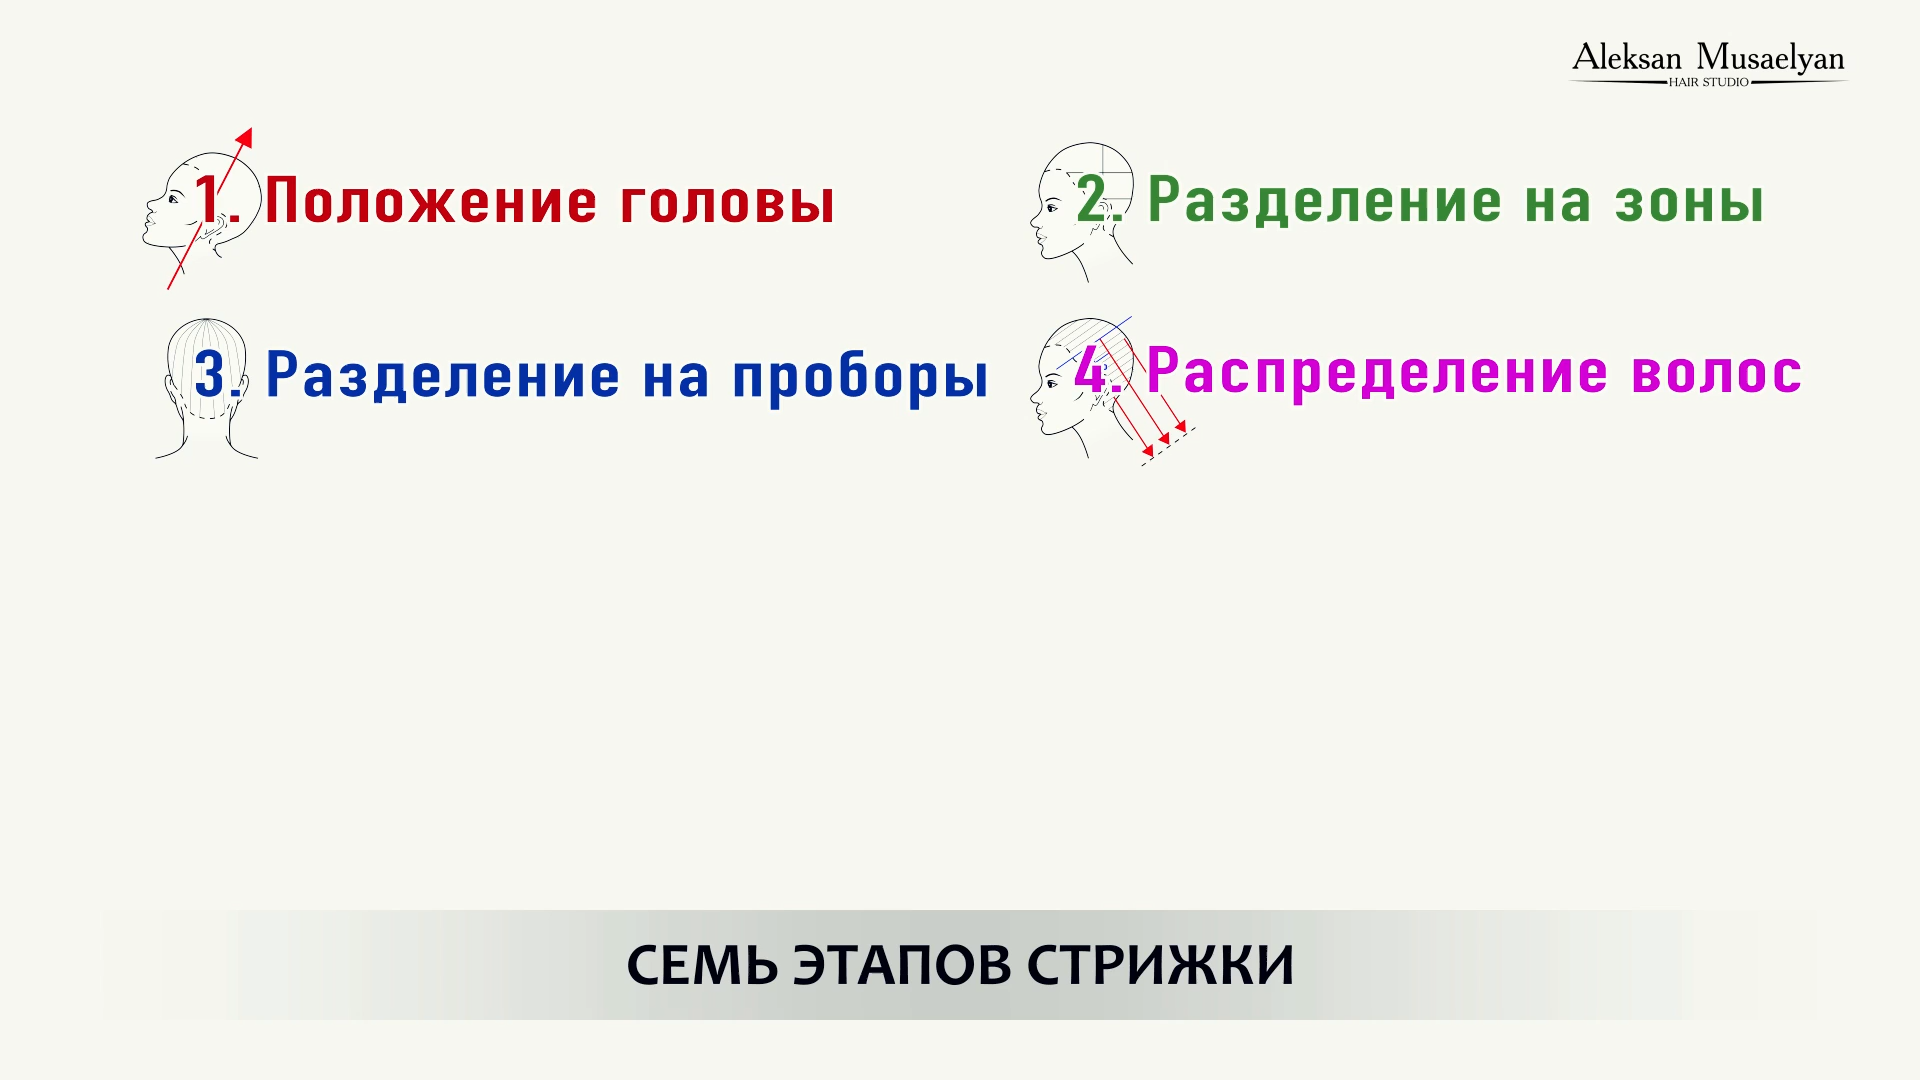 Aleksan Musaelyan
HAIR STUDIO
1. Положение головы
2. Разделение на зоны
3. Разделение на проборы
4. Распределение волос
СЕМЬ ЭТАПОВ СТРИЖКИ